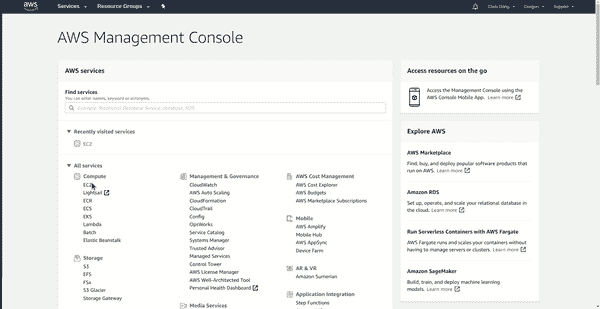 aws
Services
Resource Groups
Oregon
Support
AWS Management Console
AWS services
Find services
You can enter names, keyword or acronyms.
Example: Relational Database Service, database, RDS
Recently visited services
EC2
All services
Compute
EC2
Lightsail
ECR
ECS
EKS
Lambda
Batch
Elastic Beanstalk
Storage
S3
EFS
FSx
S3 Glacier
Storage Gateway
Management & Governance
CloudWatch
AWS Auto Scaling
CloudFormation
CloudTrail
Config
OpsWorks
Service Catalog
Systems Manager
Trusted Advisor
Managed Services
Control Tower
AWS License Manager
AWS Well-Architected Tool
Personal Health Dashboard
Media Services
AWS Cost Management
AWS Cost Explorer
AWS Budgets
AWS Marketplace Subscriptions
Mobile
AWS Amplify
Mobile Hub
AWS AppSync
Device Farm
AR & VR
Amazon Sumerian
Application Integration
Step Functions
Access resources on the go
Access the Management Console using the
AWS Console Mobile App. Learn more
Explore AWS
AWS Marketplace
Find, buy, and deploy popular software products that
run on AWS. Learn more
Amazon RDS
Set up, operate, and scale your relational database in
the cloud. Learn more
Run Serverless Containers with AWS Fargate
AWS Fargate runs and scales your containers without
having to manage servers or clusters. Learn more
Amazon SageMaker
Build, train, and deploy machine learning
models. Learn more